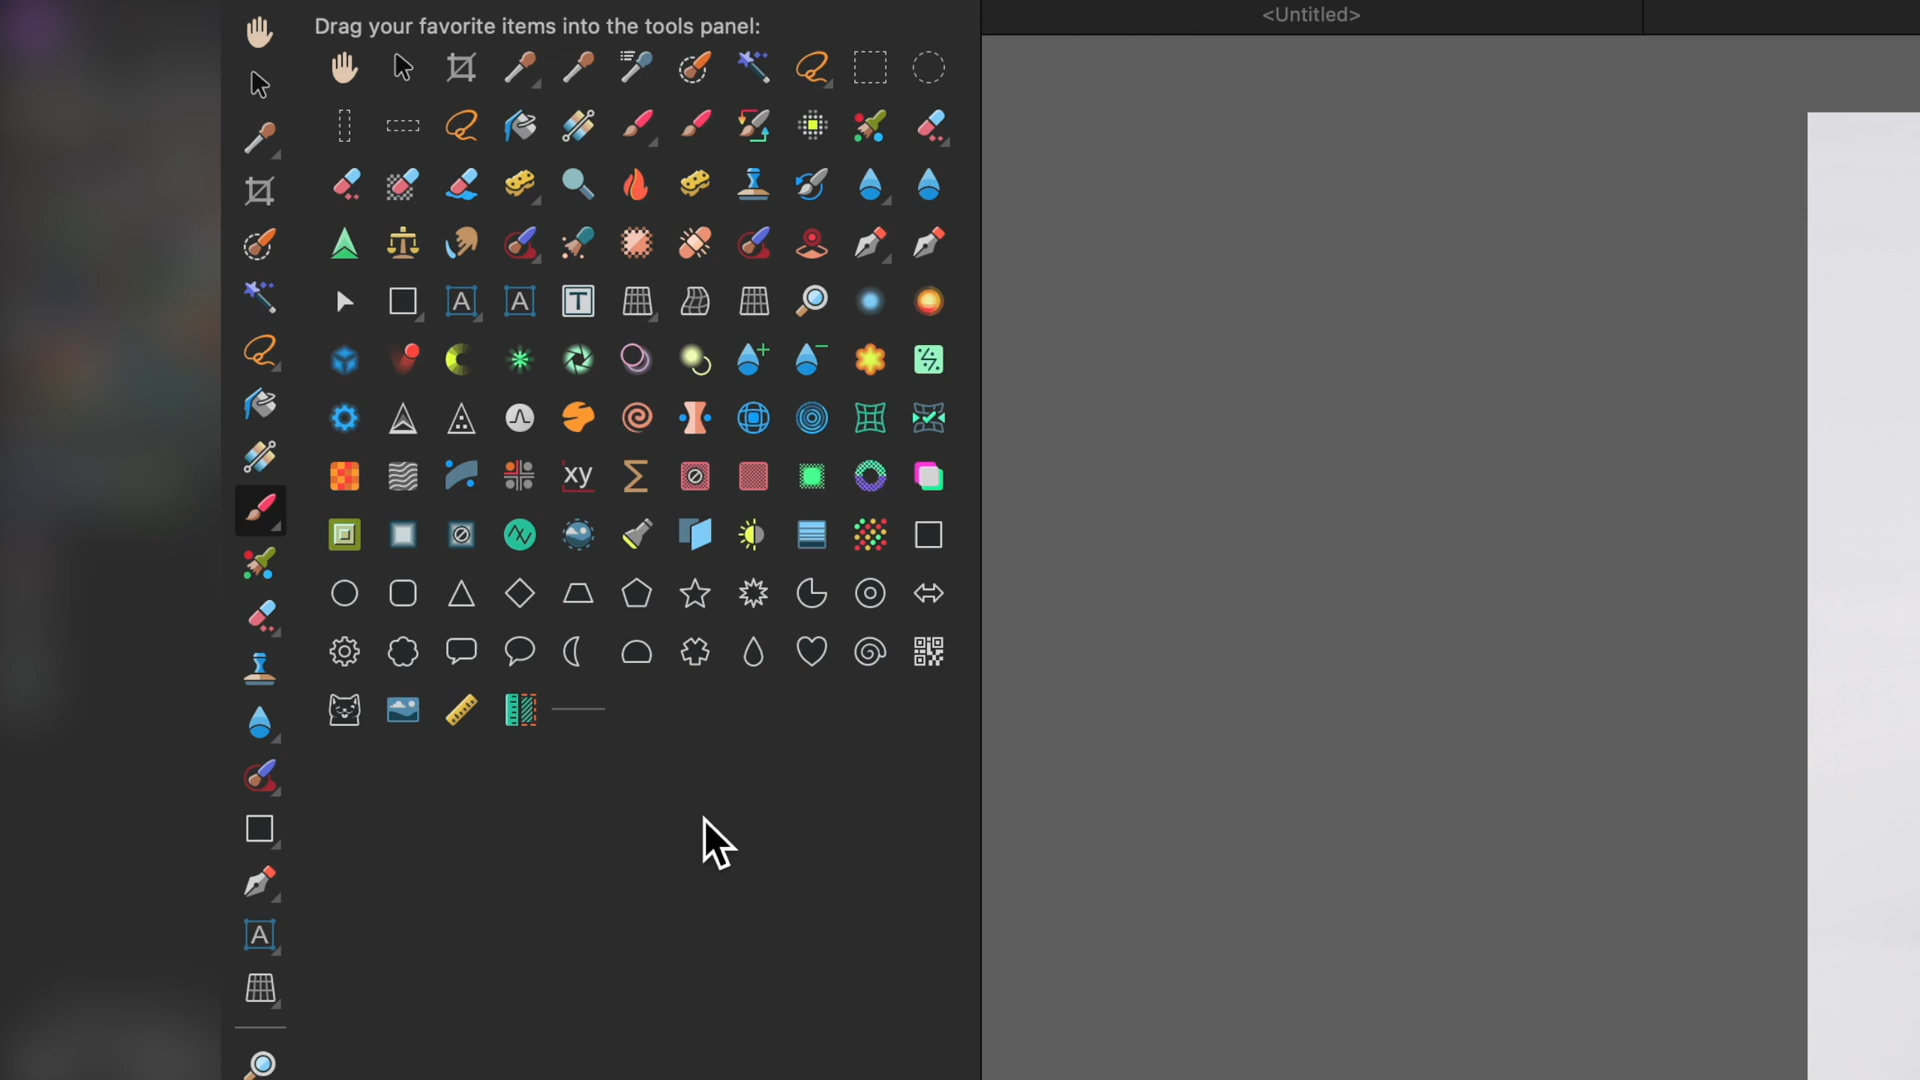 Drag your favorite items into the tools panel:
<Untitled>
A
A
T
xy
Σ
A